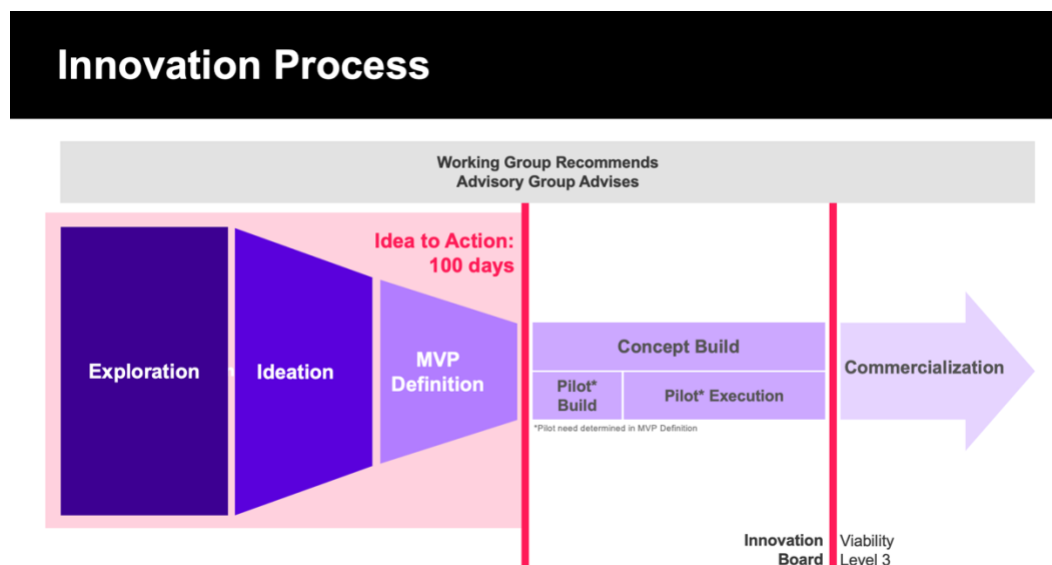 Innovation Process
Working Group Recommends
Advisory Group Advises
Idea to Action:
100 days
Exploration
Ideation
MVP
Definition
Concept Build
Pilot*
Build
Pilot* Execution
*Pilot need determined in MVP Definition
Commercialization
Innovation
Board
Viability
Level 3